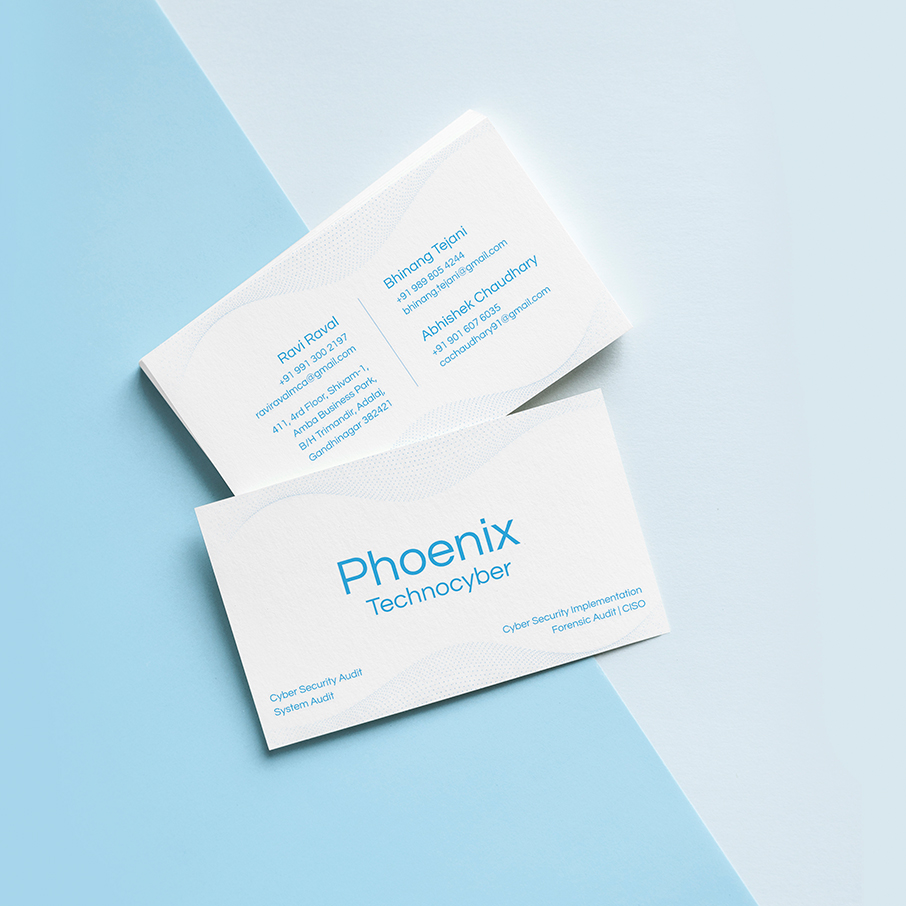 Ravi Raval
+91 991 300 2197
raviravalmca@gmail.com
411, 4rd Floor, Shivam-1,
Amba Business Park,
B/H Trimandir, Adalaj,
Gandhinagar 382421
Bhinang Tejani
+91 989 805 4244
bhinang.tejani@gmail.com
Abhishek Chaudhary
+91 901 607 6035
cachaudhary91@gmail.com
Phoenix
Technocyber
Cyber Security Audit
System Audit
Cyber Security Implementation
Forensic Audit | CISO